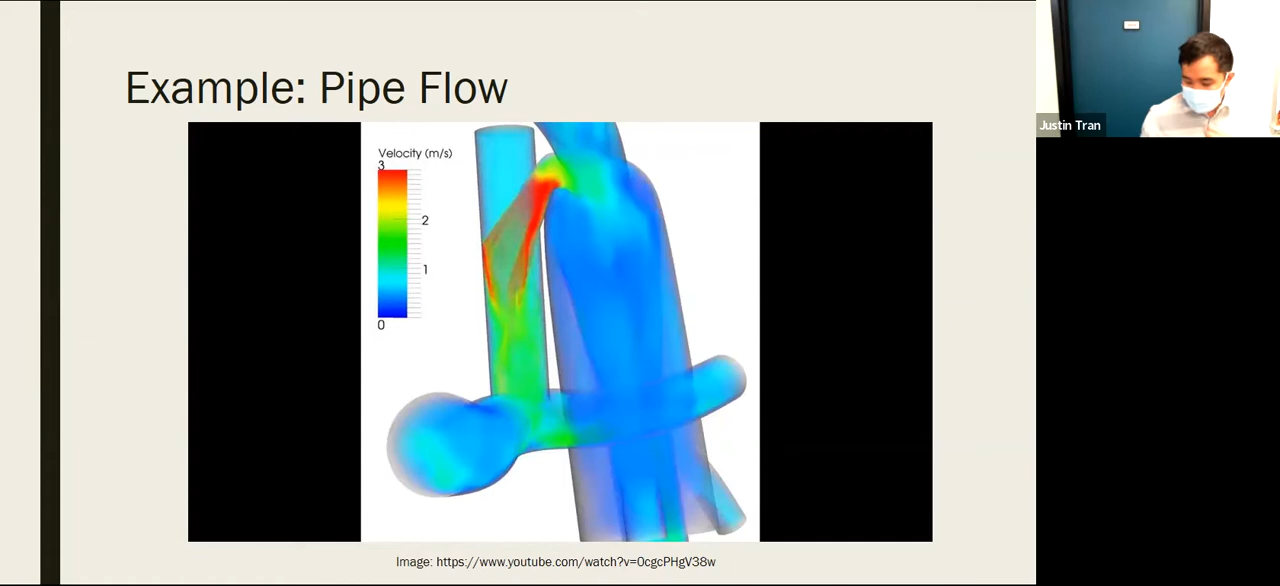 Example: Pipe Flow
Velocity (m/s)
3
2
1
0
Image: https://www.youtube.com/watch?v=0cgcPHgV38w
Justin Tran